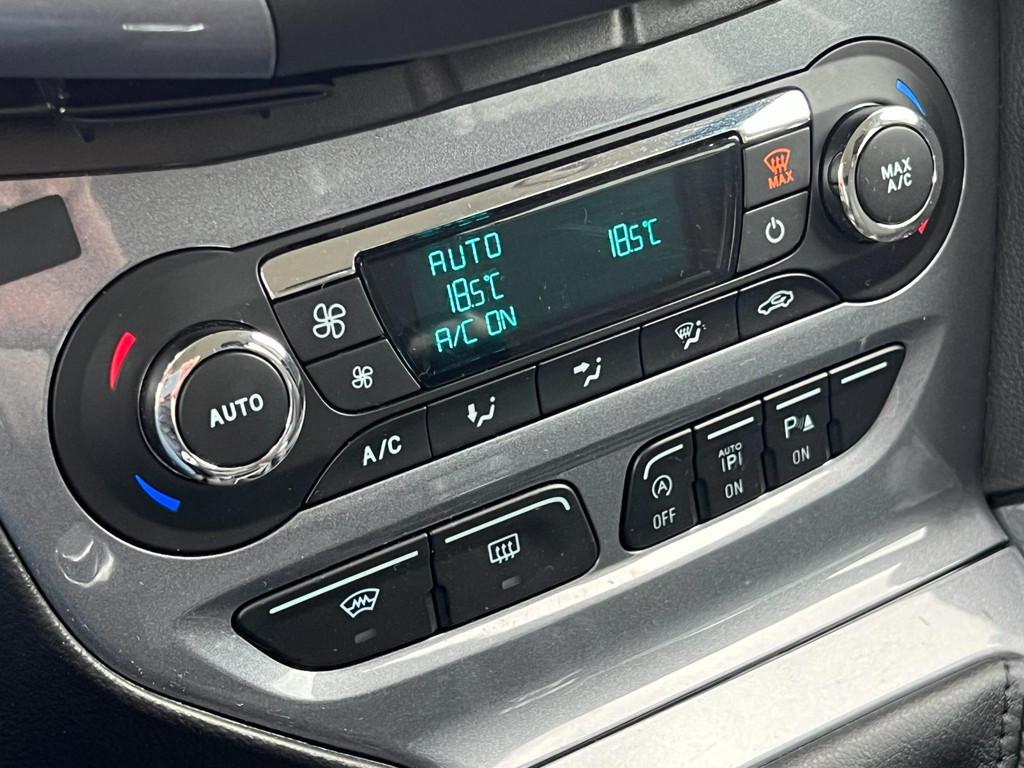 AUTO
18.5°C
18.5°C
A/C ON
MAX
MAX
A/C
AUTO
A/C
A
OFF
AUTO
P
ON
P
ON